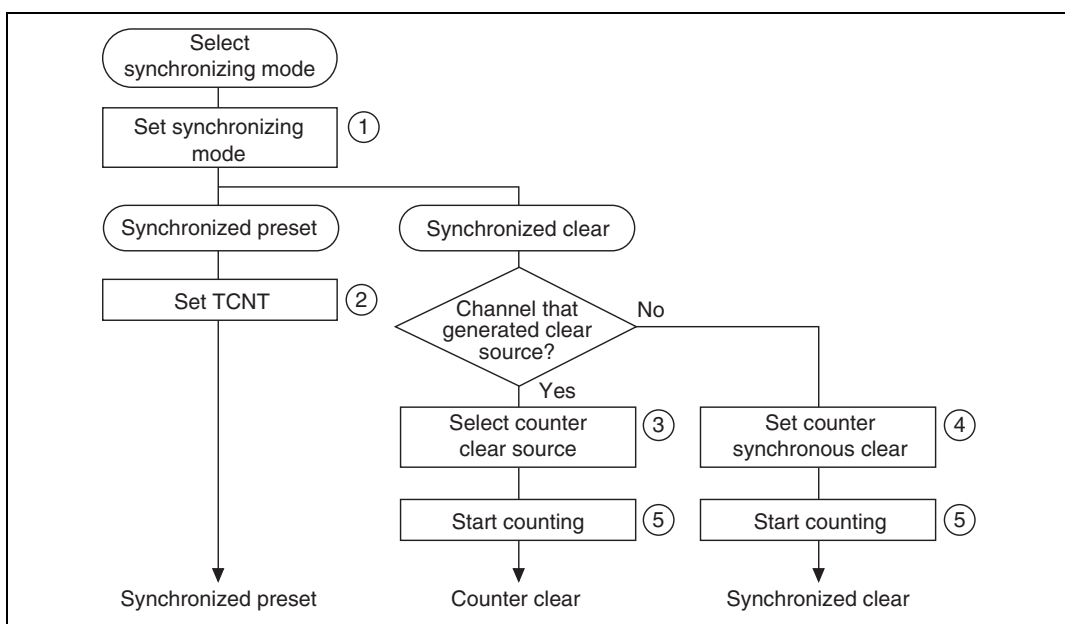 Select
synchronizing mode
Set synchronizing
mode
1
Synchronized preset
Synchronized clear
Set TCNT
2
Channel that
generated clear
source?
No
Yes
Select counter
clear source
3
Set counter
synchronous clear
4
Start counting
5
Start counting
5
Synchronized preset
Counter clear
Synchronized clear